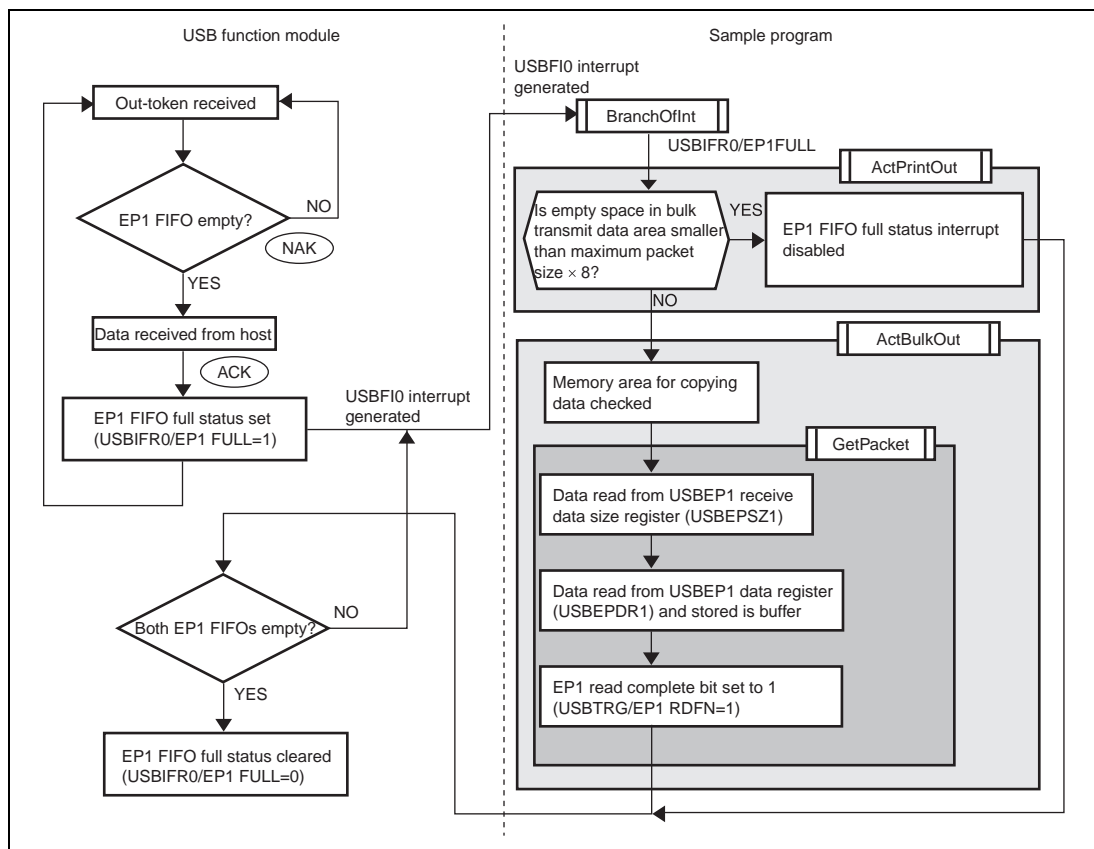 USB function module
Sample program
Out-token received
EP1 FIFO empty?
NO
NAK
YES
Data received from host
ACK
EP1 FIFO full status set
(USBIFR0/EP1 FULL=1)
USBFI0 interrupt
generated
Both EP1 FIFOs empty?
NO
YES
EP1 FIFO full status cleared
(USBIFR0/EP1 FULL=0)
USBFI0 interrupt
generated
BranchOfInt
USBIFR0/EP1FULL
ActPrintOut
Is empty space in bulk
transmit data area smaller
than maximum packet
size × 8?
YES
EP1 FIFO full status interrupt
disabled
NO
ActBulkOut
Memory area for copying
data checked
GetPacket
Data read from USBEP1 receive
data size register (USBEPSZ1)
Data read from USBEP1 data register
(USBEPDR1) and stored is buffer
EP1 read complete bit set to 1
(USBTRG/EP1 RDFN=1)